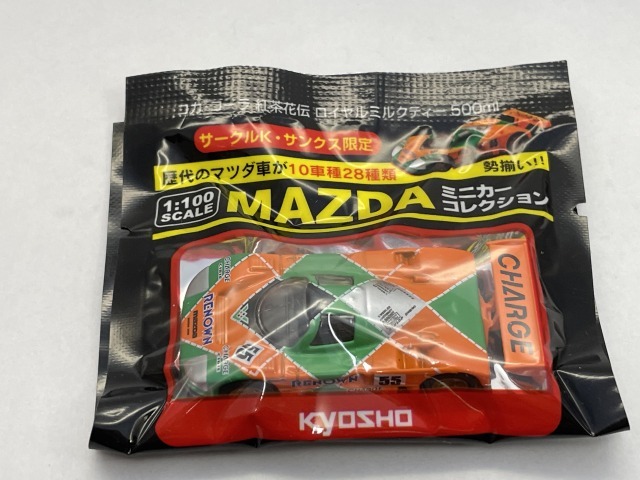 コカ・コーラ 紅茶花伝 ロイヤルミルクティー 500ml
サークルK・サンクス限定
歴代のマツダ車が10車種28種類
勢揃い!!
1:100
SCALE
MAZDA
ミニカー
コレクション
CHARGE
RENOWN
CHARGE
55
RENOWN
55
KYOSHO